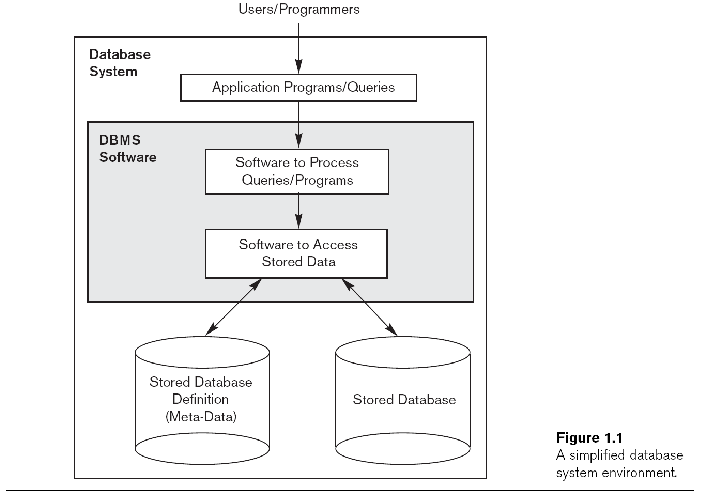 Users/Programmers
Database
System
Application Programs/Queries
DBMS
Software
Software to Process
Queries/Programs
Software to Access
Stored Data
Stored Database
Definition
(Meta-Data)
Stored Database
Figure 1.1
A simplified database
system environment.